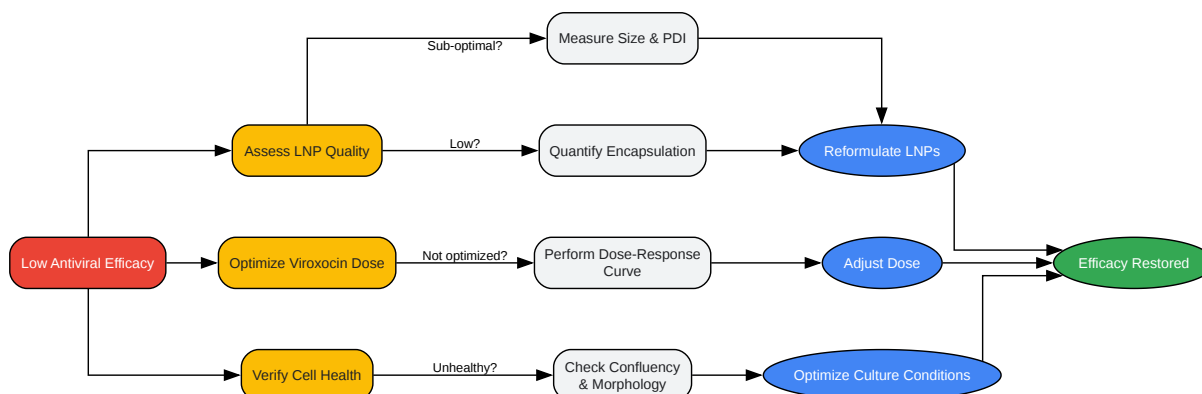 Measure Size & PDI
Sub-optimal?
Assess LNP Quality
Low?
Quantify Encapsulation
Reformulate LNPs
Low Antiviral Efficacy
Optimize Viroxocin Dose
Not optimized?
Perform Dose-Response
Curve
Adjust Dose
Efficacy Restored
Verify Cell Health
Unhealthy?
Check Confluency
& Morphology
Optimize Culture Conditions